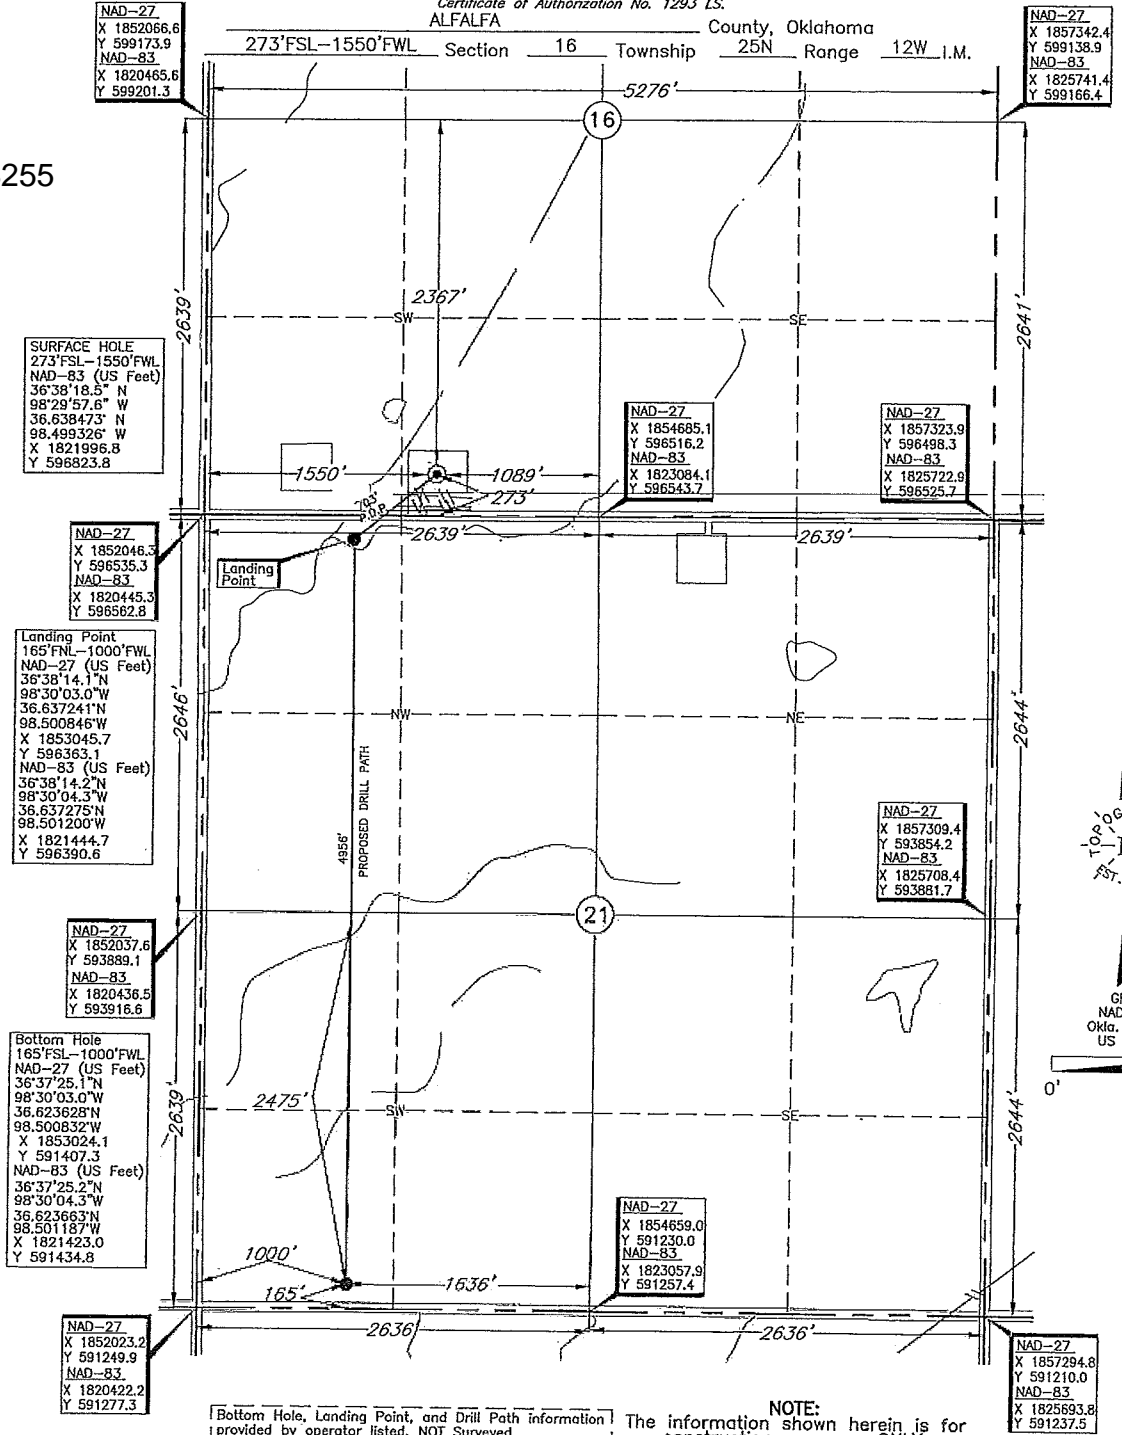 Certificate of Authorization No. 1293 LS.
ALFALFA County, Oklahoma
273'FSL-1550'FWL Section 16 Township 25N Range 12W I.M.
NAD-27
X 1852066.6
Y 599173.9
NAD-83
X 1820465.6
Y 599201.3
NAD-27
X 1857342.4
Y 599138.9
NAD-83
X 1825741.4
Y 599166.4
5276'
16
255
2639'
2367'
SW
SE
2641'
SURFACE HOLE
273'FSL-1550'FWL
NAD-83 (US Feet)
36°38'18.5" N
98°29'57.6" W
36.638473° N
98.499326° W
X 1821996.8
Y 596823.8
NAD-27
X 1854685.1
Y 596516.2
NAD-83
X 1823084.1
Y 596543.7
NAD-27
X 1857323.9
Y 596498.3
NAD-83
X 1825722.9
Y 596525.7
1550'
1089'
273'
703'
P.O.P.
2639'
2639'
NAD-27
X 1852046.3
Y 596535.3
NAD-83
X 1820445.3
Y 596562.8
Landing
Point
Landing Point
165'FNL-1000'FWL
NAD-27 (US Feet)
36°38'14.1"N
98°30'03.0"W
36.637241°N
98.500846°W
X 1853045.7
Y 596363.1
NAD-83 (US Feet)
36°38'14.2"N
98°30'04.3"W
36.637275°N
98.501200°W
X 1821444.7
Y 596390.6
2646'
NW
NE
2644'
4956'
PROPOSED DRILL PATH
NAD-27
X 1857309.4
Y 593854.2
NAD-83
X 1825708.4
Y 593881.7
21
NAD-27
X 1852037.6
Y 593889.1
NAD-83
X 1820436.5
Y 593916.6
Okla.
US
0'
Bottom Hole
165'FSL-1000'FWL
NAD-27 (US Feet)
36°37'25.1"N
98°30'03.0"W
36.623628°N
98.500832°W
X 1853024.1
Y 591407.3
NAD-83 (US Feet)
36°37'25.2"N
98°30'04.3"W
36.623663°N
98.501187°W
X 1821423.0
Y 591434.8
2639'
2475'
SW
SE
2644'
NAD-27
X 1854659.0
Y 591230.0
NAD-83
X 1823057.9
Y 591257.4
1000'
165'
1636'
2636'
2636'
NAD-27
X 1852023.2
Y 591249.9
NAD-83
X 1820422.2
Y 591277.3
NAD-27
X 1857294.8
Y 591210.0
NAD-83
X 1825693.8
Y 591237.5
Bottom Hole, Landing Point, and Drill Path information
provided by operator listed, NOT Surveyed
NOTE:
The information shown herein is for